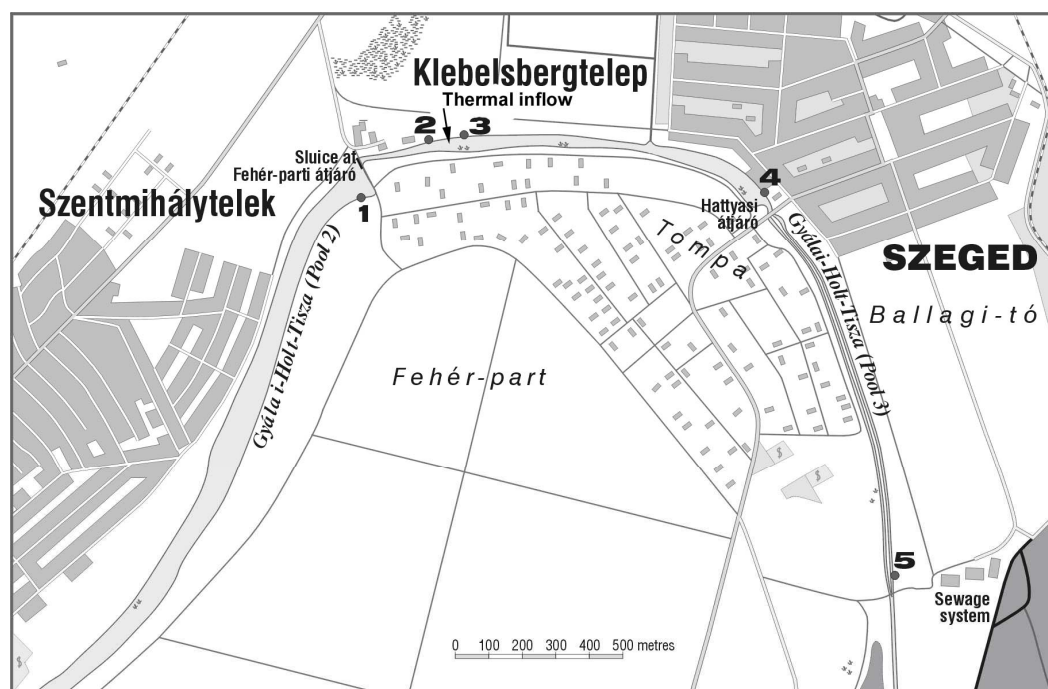 Klebelsbergtelep
Thermal inflow
2
3
Sluice at
Fehér-parti átjáró
1
Szentmihálytelek
4
Hattyasi
átjáró
Tompa
SZEGED
Ballagi-tó
Gyálai-Holt-Tisza (Pool 2)
Gyálai-Holt-Tisza (Pool 3)
Fehér-part
5
Sewage
system
0 100 200 300 400 500 metres